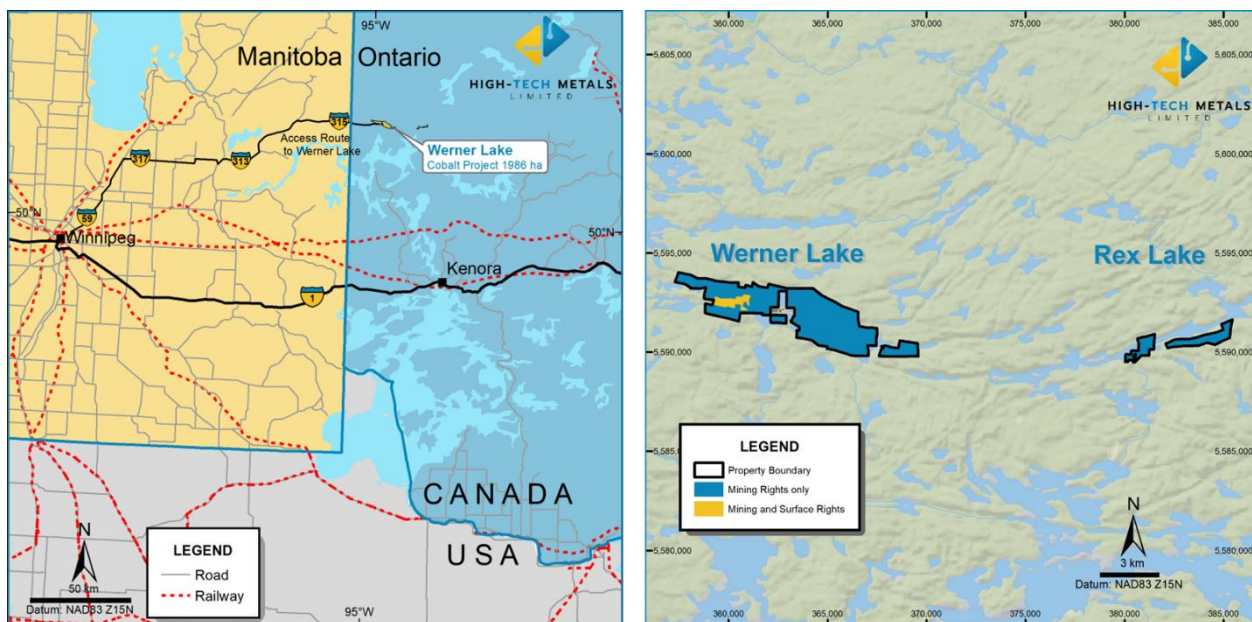 95°W
Manitoba
Ontario
HIGH-TECH METALS
LIMITED
315
Access Route
to Werner Lake
Werner Lake
Cobalt Project 1986 ha
317
313
50°N
59
Winnipeg
50°N
Kenora
1
CANADA
USA
N
50 km
Datum: NAD83 Z15N
LEGEND
Road
Railway
95°W
360,000 365,000 370,000 375,000 380,000 385,000
5,605,000 5,605,000
HIGH-TECH METALS
LIMITED
5,600,000 5,600,000
5,595,000 5,595,000
Werner Lake
Rex Lake
5,590,000 5,590,000
5,585,000 5,585,000
LEGEND
Property Boundary
Mining Rights only
Mining and Surface Rights
N
5,580,000 5,580,000
3 km
Datum: NAD83 Z15N
360,000 365,000 370,000 375,000 380,000 385,000